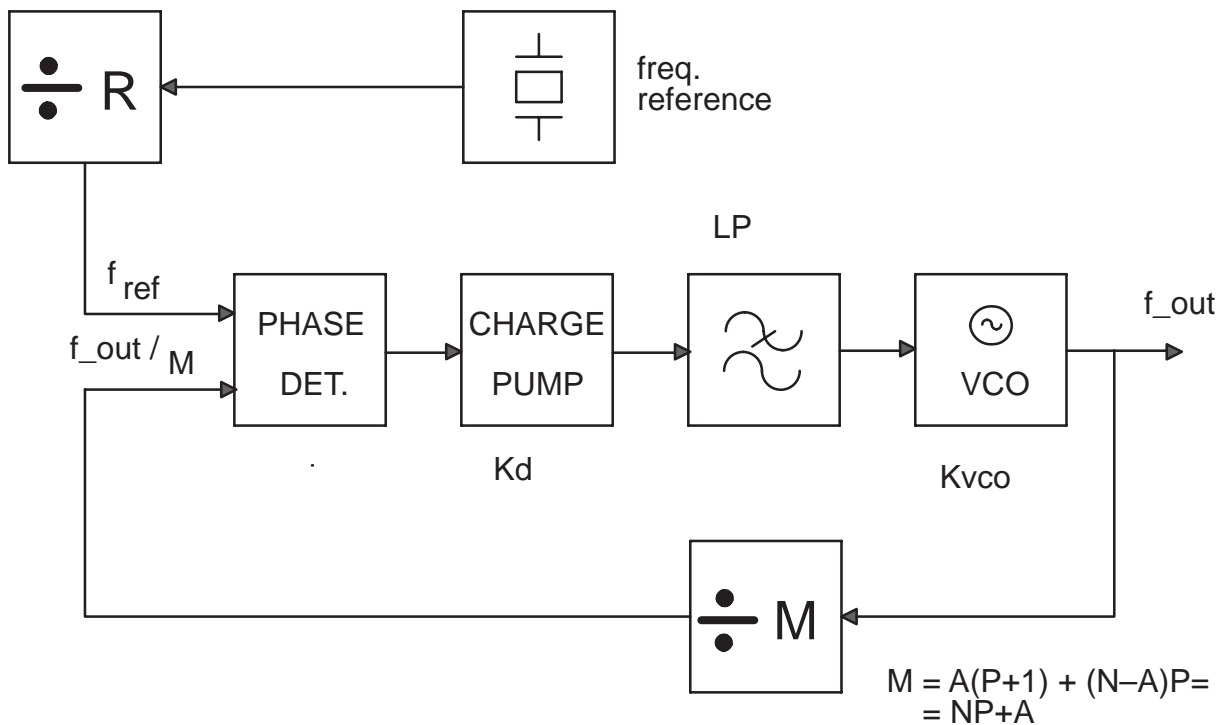 ÷ R
freq.
reference
LP
f ref
f_out / M
PHASE
DET.
CHARGE
PUMP
VCO
f_out
Kd
Kvco
÷ M
M = A(P+1) + (N–A)P=
= NP+A